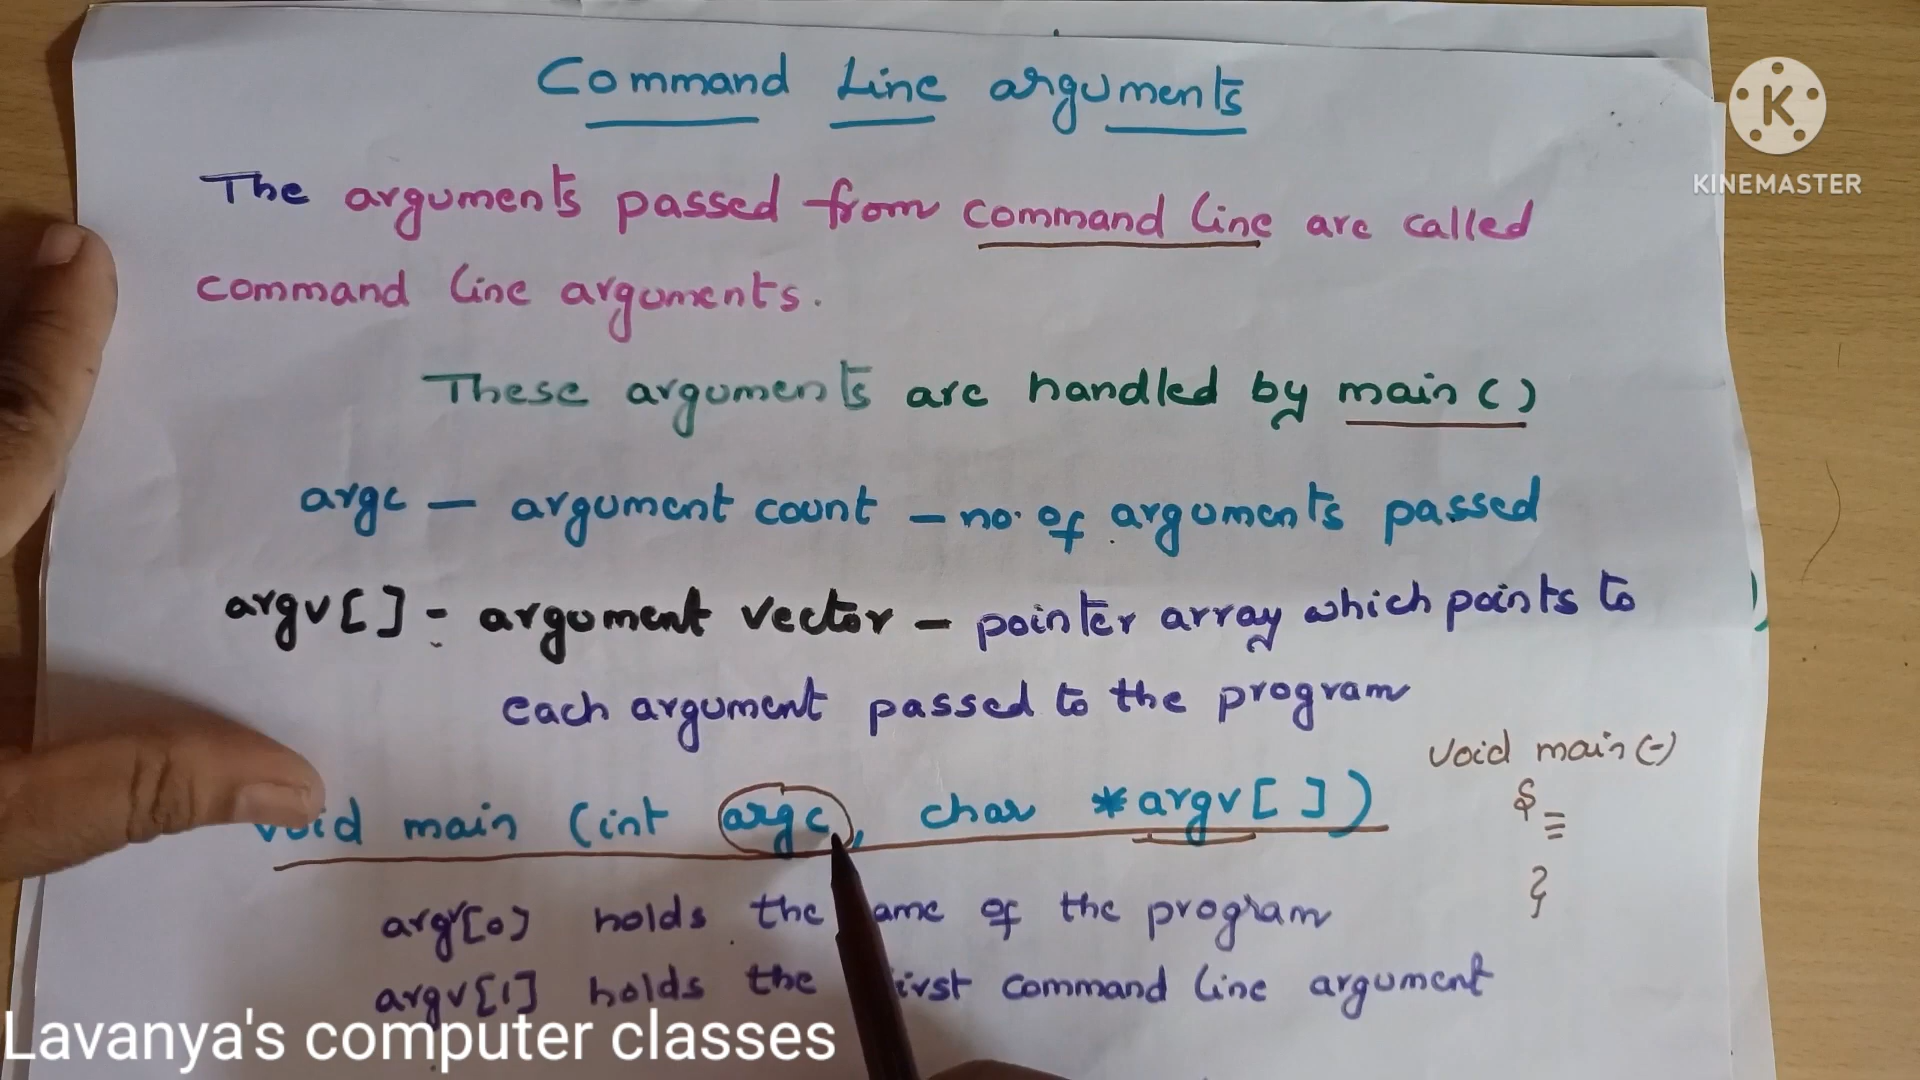 Command Line arguments
KINEMASTER
The arguments passed from command line are called
command line arguments.
These arguments are handled by main()
argc — argument count — no. of arguments passed
argv[] - argument vector — pointer array which points to
each argument passed to the program
void main(-)
void main (int argc, char *argv[])
argv[0] holds the ame of the program
argv[1] holds the irst command line argument
Lavanya's computer classes